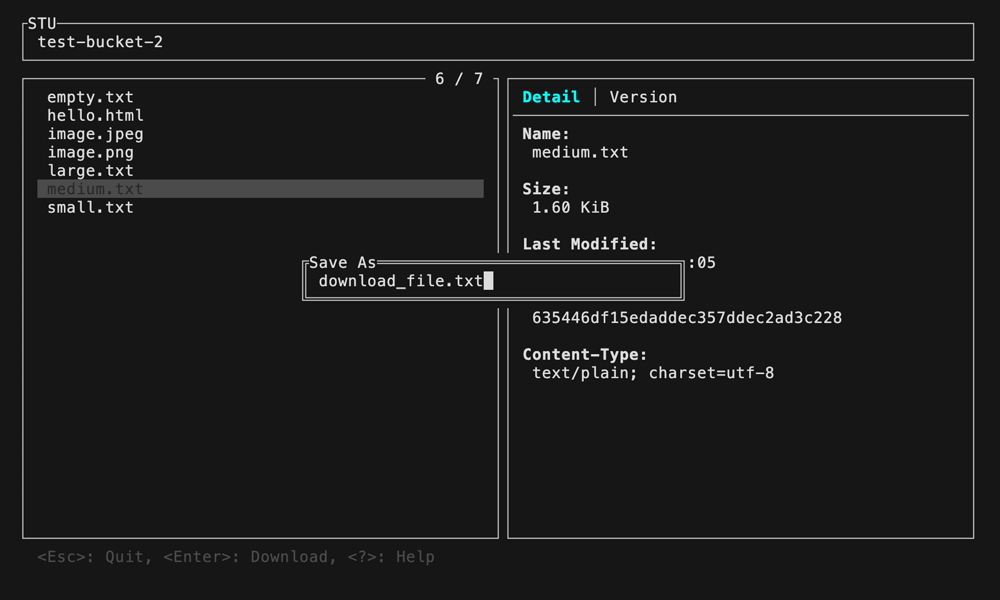 STU
test-bucket-2
6 / 7
empty.txt
hello.html
image.jpeg
image.png
large.txt
medium.txt
small.txt
Detail │ Version
Name:
medium.txt
Size:
1.60 KiB
Last Modified:
:05
Save As
download_file.txt
635446df15edaddec357ddec2ad3c228
Content-Type:
text/plain; charset=utf-8
<Esc>: Quit, <Enter>: Download, <?>: Help